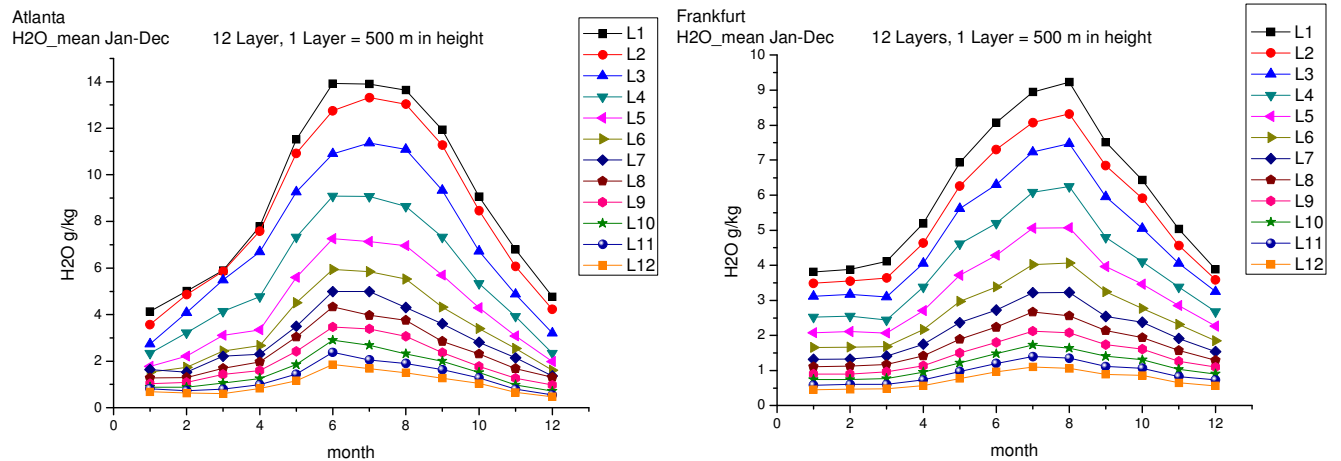 Atlanta
H2O_mean Jan-Dec 12 Layer, 1 Layer = 500 m in height
H2O g/kg
14
12
10
8
6
4
2
0
0 2 4 6 8 10 12
month
L1
L2
L3
L4
L5
L6
L7
L8
L9
L10
L11
L12
Frankfurt
H2O_mean Jan-Dec 12 Layers, 1 Layer = 500 m in height
H2O g/kg
10
9
8
7
6
5
4
3
2
1
0
0 2 4 6 8 10 12
month
L1
L2
L3
L4
L5
L6
L7
L8
L9
L10
L11
L12